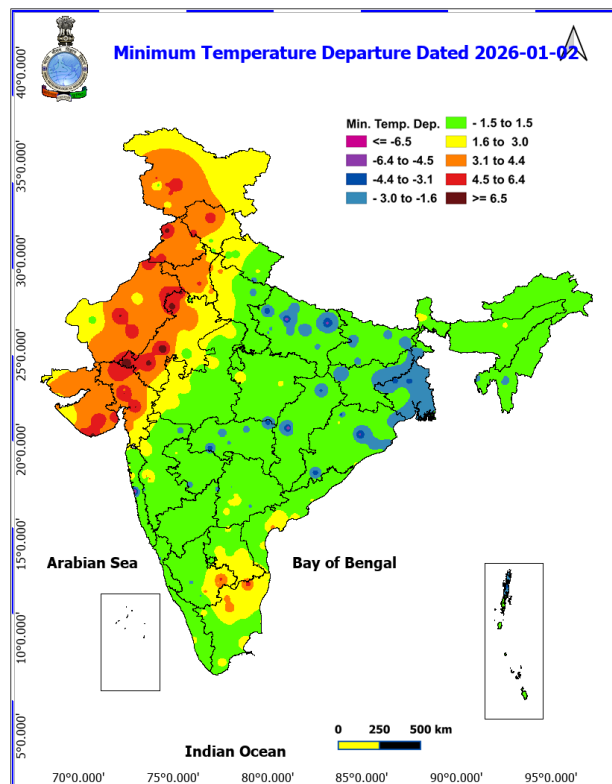 Minimum Temperature Departure Dated 2026-01-02
40°0.000'
35°0.000'
30°0.000'
25°0.000'
20°0.000'
15°0.000'
10°0.000'
5°0.000'
Min. Temp. Dep.
<= -6.5
-6.4 to -4.5
-4.4 to -3.1
- 3.0 to -1.6
- 1.5 to 1.5
1.6 to 3.0
3.1 to 4.4
4.5 to 6.4
>= 6.5
Arabian Sea
Bay of Bengal
Indian Ocean
0 250 500 km
70°0.000' 75°0.000' 80°0.000' 85°0.000' 90°0.000' 95°0.000'